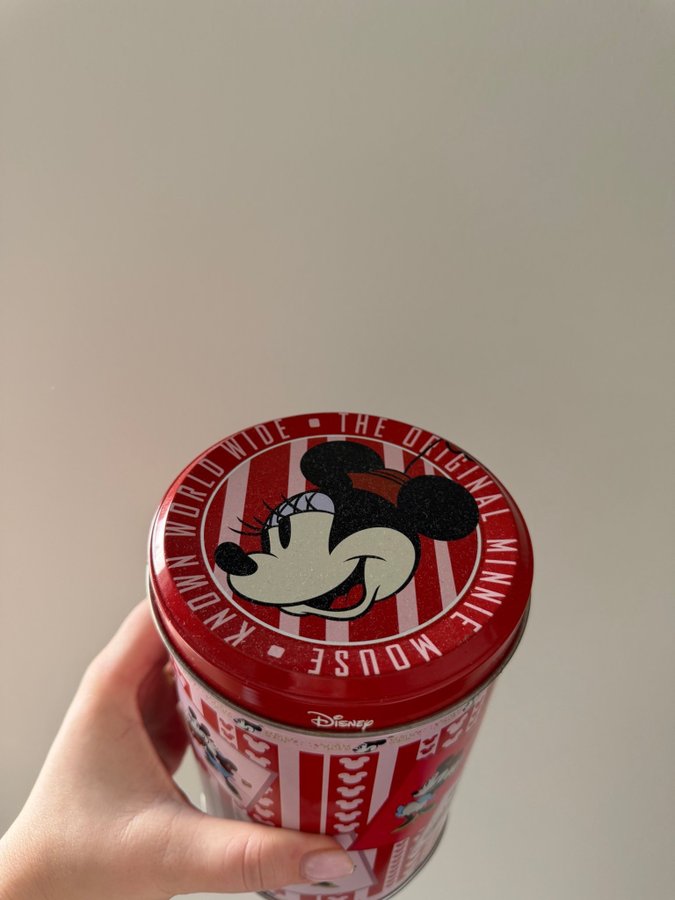 THE ORIGINAL MINNIE MOUSE • KNOWN WORLD WIDE •
Disney